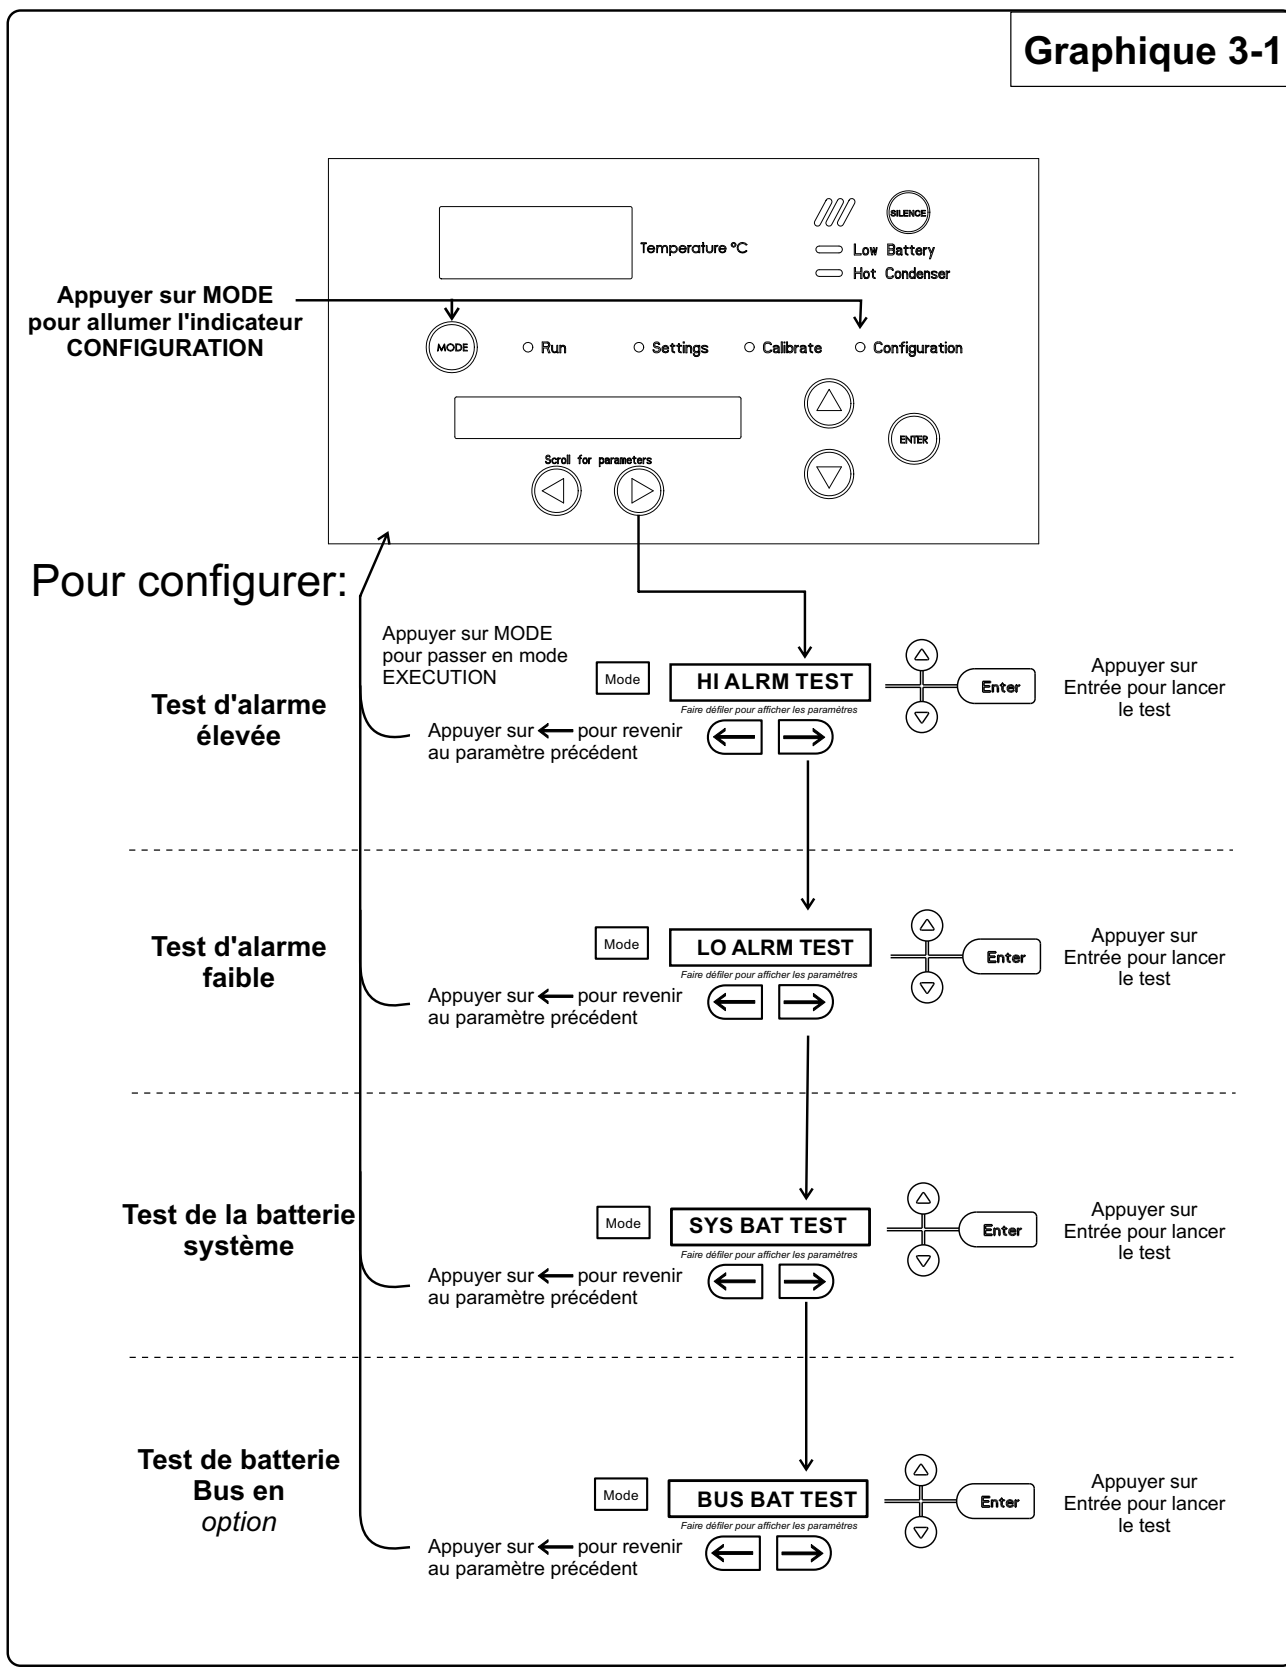 Graphique 3-1
SILENCE
Temperature °C
Low Battery
Hot Condenser
Appuyer sur MODE
pour allumer l'indicateur
CONFIGURATION
MODE
Run
Settings
Calibrate
Configuration
ENTER
Scroll for parameters
Pour configurer:
Appuyer sur MODE
pour passer en mode
EXECUTION
Test d'alarme
élevée
Mode
HI ALRM TEST
Faire défiler pour afficher les paramètres
Enter
Appuyer sur
Entrée pour lancer
le test
Appuyer sur ← pour revenir
au paramètre précédent
Test d'alarme
faible
Mode
LO ALRM TEST
Faire défiler pour afficher les paramètres
Enter
Appuyer sur
Entrée pour lancer
le test
Appuyer sur ← pour revenir
au paramètre précédent
Test de la batterie
système
Mode
SYS BAT TEST
Faire défiler pour afficher les paramètres
Enter
Appuyer sur
Entrée pour lancer
le test
Appuyer sur ← pour revenir
au paramètre précédent
Test de batterie
Bus en
option
Mode
BUS BAT TEST
Faire défiler pour afficher les paramètres
Enter
Appuyer sur
Entrée pour lancer
le test
Appuyer sur ← pour revenir
au paramètre précédent